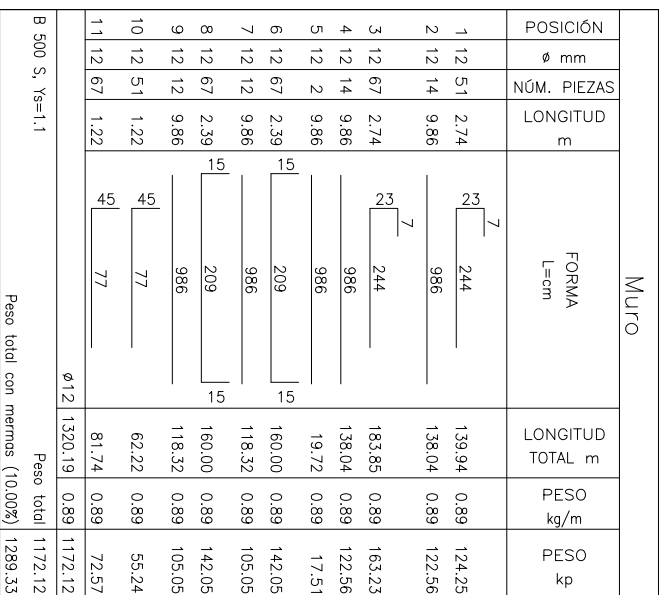 Muro
POSICIÓN ø mm NÚM. PIEZAS LONGITUD m FORMA L=cm LONGITUD TOTAL m PESO kg/m PESO kp
1 12 51 2.74 23 7 244 139.94 0.89 124.25
2 12 14 9.86 986 138.04 0.89 122.56
3 12 67 2.74 23 7 244 183.85 0.89 163.23
4 12 14 9.86 986 138.04 0.89 122.56
5 12 2 9.86 986 19.72 0.89 17.51
6 12 67 2.39 15 209 15 160.00 0.89 142.05
7 12 12 9.86 986 118.32 0.89 105.05
8 12 67 2.39 15 209 15 160.00 0.89 142.05
9 12 12 9.86 986 118.32 0.89 105.05
10 12 51 1.22 45 77 62.22 0.89 55.24
11 12 67 1.22 45 77 81.74 0.89 72.57
ø12 1320.19 0.89 1172.12
B 500 S, Ys=1.1 Peso total 1172.12
Peso total con mermas (10.00%) 1289.33